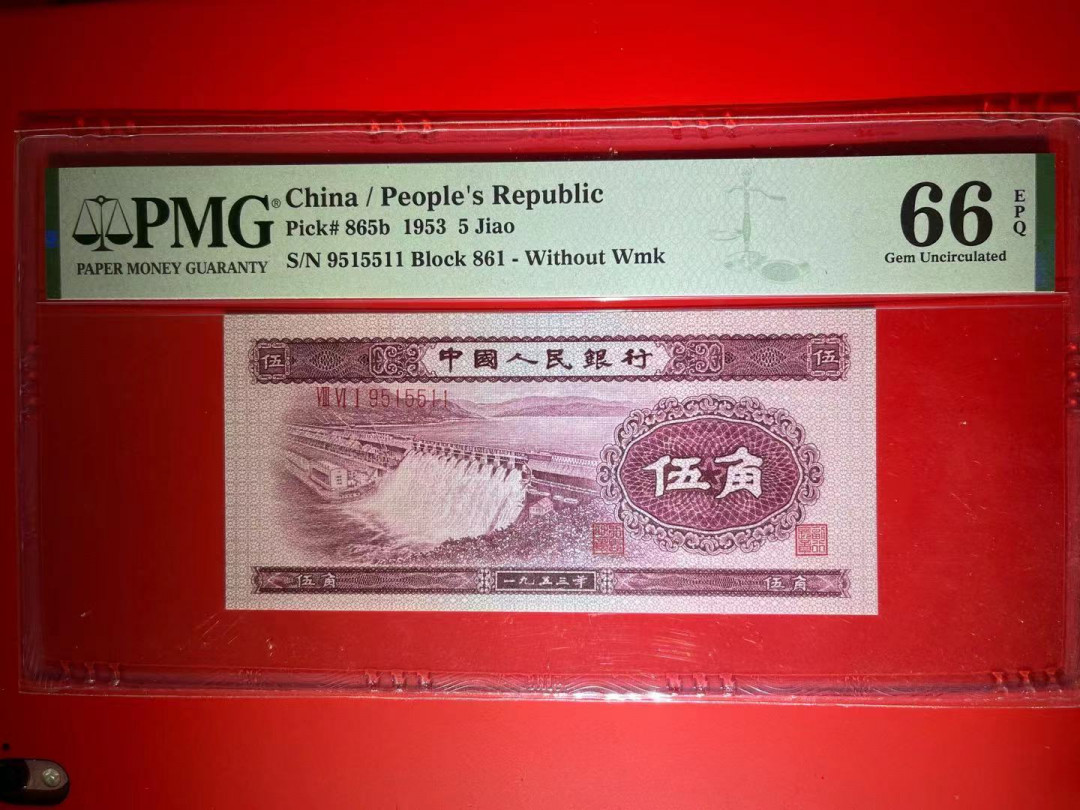 PMG®
PAPER MONEY GUARANTY
China / People's Republic
Pick# 865b 1953 5 Jiao
S/N 9515511 Block 861 - Without Wmk
66 EPQ
Gem Uncirculated
伍 中國人民銀行 伍
Ⅷ Ⅵ Ⅰ 9515511
伍角
伍角 一九五三年 伍角